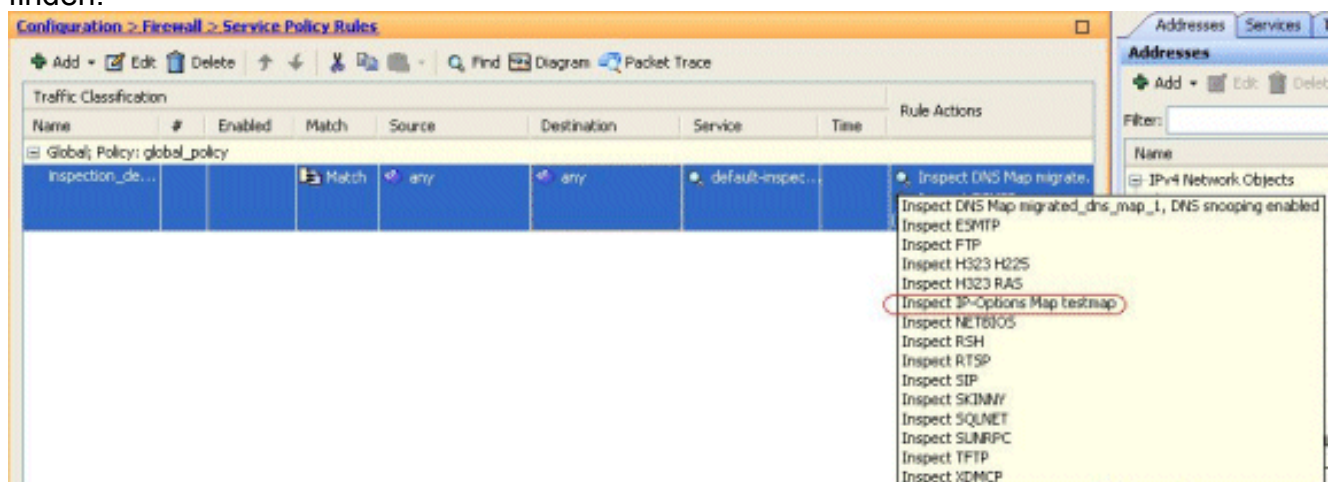 finden.
Configuration > Firewall > Service Policy Rules
Add Edit Delete Find Diagram Packet Trace
Traffic Classification
Rule Actions
Name # Enabled Match Source Destination Service Time
Global; Policy: global_policy
inspection_de... Match any any default-inspec... Inspect DNS Map migrate.
Inspect DNS Map migrated_dns_map_1, DNS snooping enabled
Inspect ESMTP
Inspect FTP
Inspect H323 H225
Inspect H323 RAS
Inspect IP-Options Map testmap
Inspect NETBIOS
Inspect RSH
Inspect RTSP
Inspect SIP
Inspect SKINNY
Inspect SQLNET
Inspect SUNRPC
Inspect TFTP
Inspect XDMCP
Addresses Services
Addresses
Add Edit Delet
Filter:
Name
IPv4 Network Objects